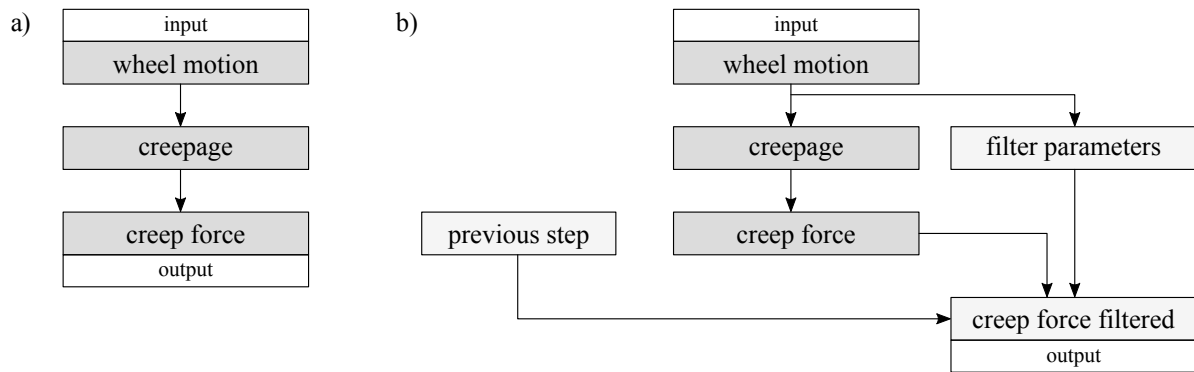 a)
input
wheel motion
creepage
creep force
output
b)
input
wheel motion
creepage
filter parameters
previous step
creep force
creep force filtered
output